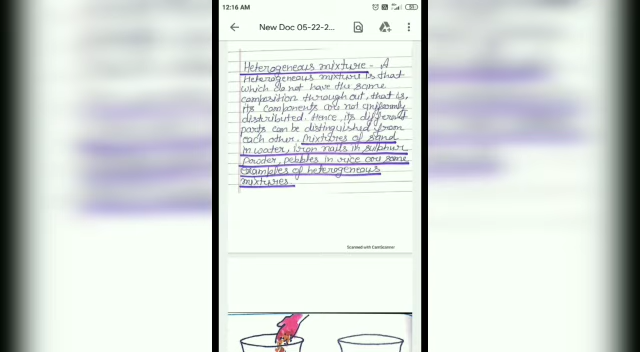 12:16 AM
55
New Doc 05-22-2...
Heterogeneous mixture - A
Heterogeneous mixture is that
which do not have the same
composition throughout, that is,
its components are not uniformly
distributed. Hence, its different
parts can be distinguished from
each other. Mixtures of sand
in water, iron nails in sulphur
powder, pebbles in rice are some
examples of heterogeneous
mixtures.
Scanned with CamScanner